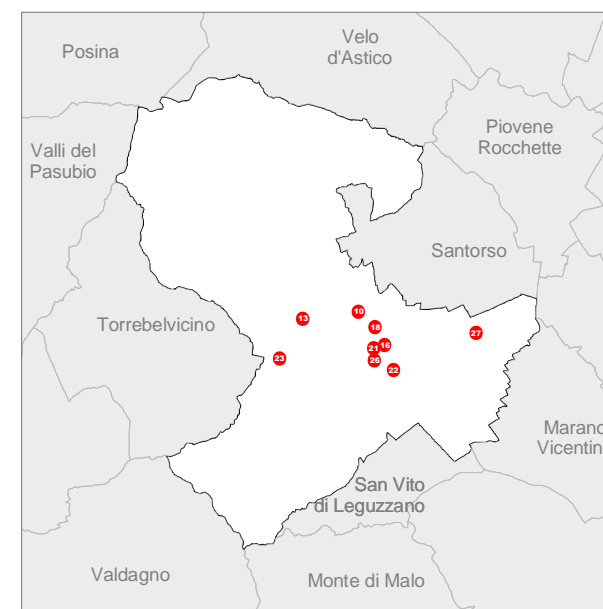 Velo
d'Astico
Posina
Piovene
Rocchette
Valli del
Pasubio
Santorso
10
13
18
27
Torrebelvicino
16
21
23
26
22
Marano
Vicentin
San Vito
di Leguzzano
Valdagno
Monte di Malo